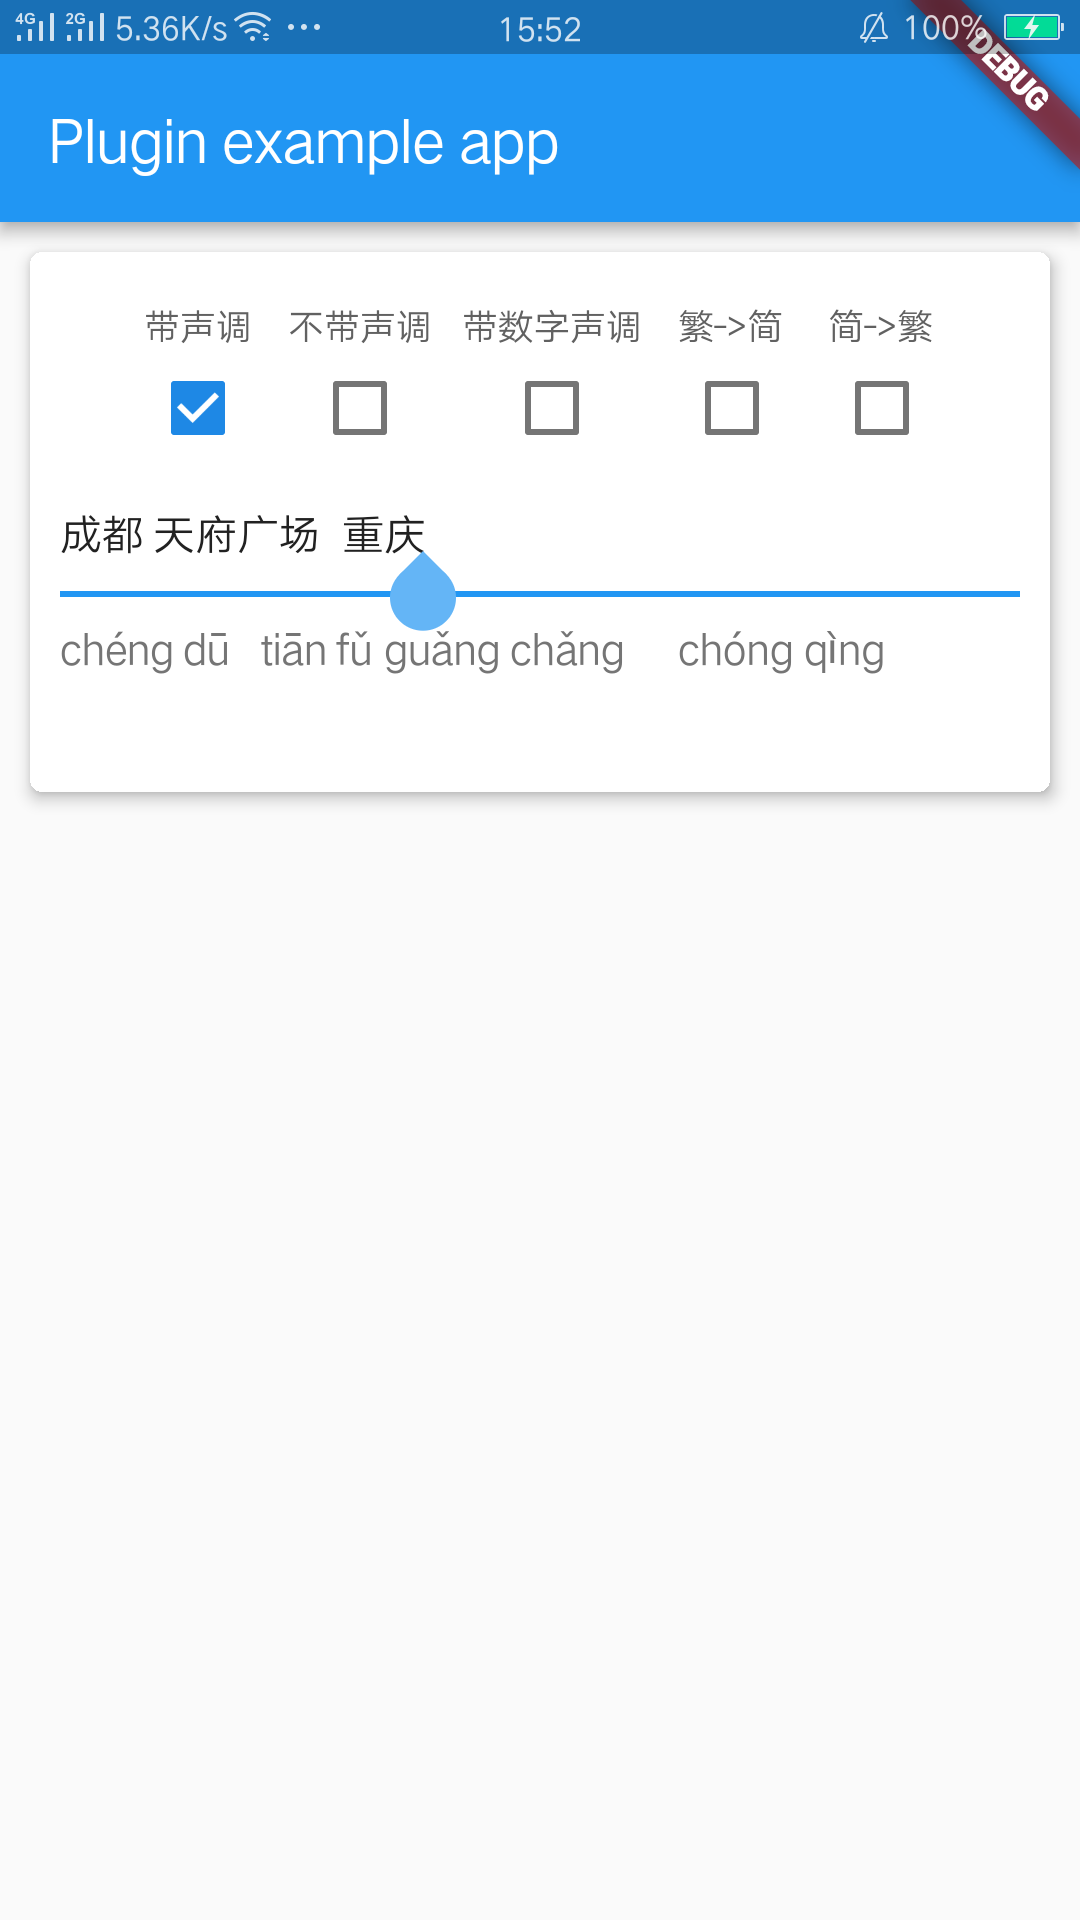 4G 2G 5.36K/s 15:52 100%
DEBUG
Plugin example app
带声调 不带声调 带数字声调 繁->简 简->繁
成都 天府广场 重庆
chéng dū tiān fǔ guǎng chǎng chóng qìng